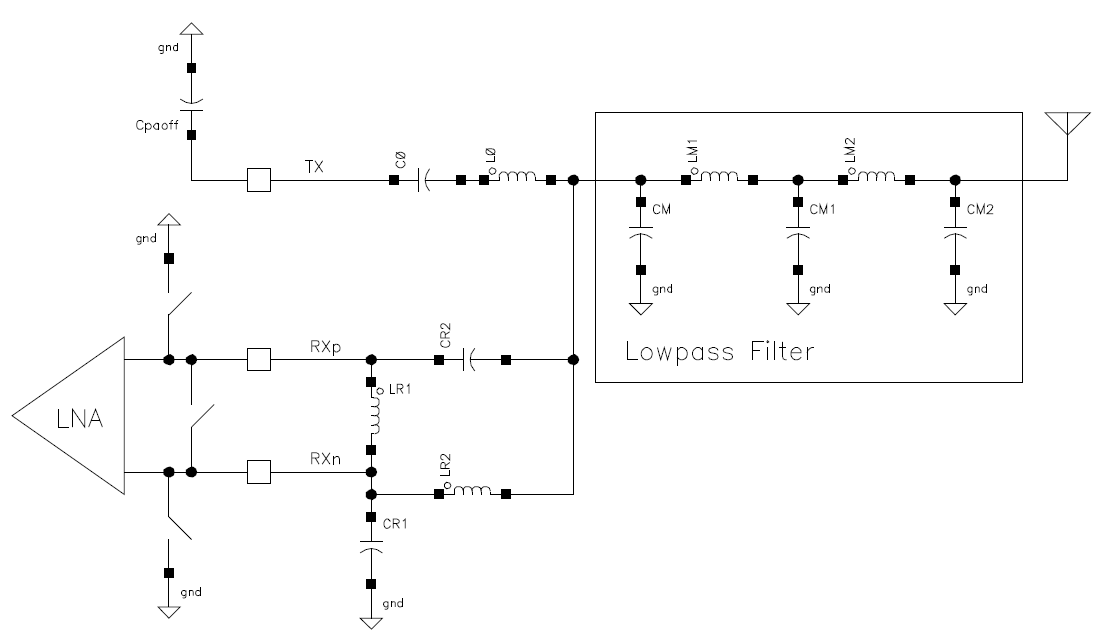 gnd
Cpaoff
TX
CØ
LØ
LM1
LM2
CM
CM1
CM2
gnd
gnd
gnd
Lowpass Filter
gnd
RXp
CR2
LR1
LNA
RXn
LR2
CR1
gnd
gnd